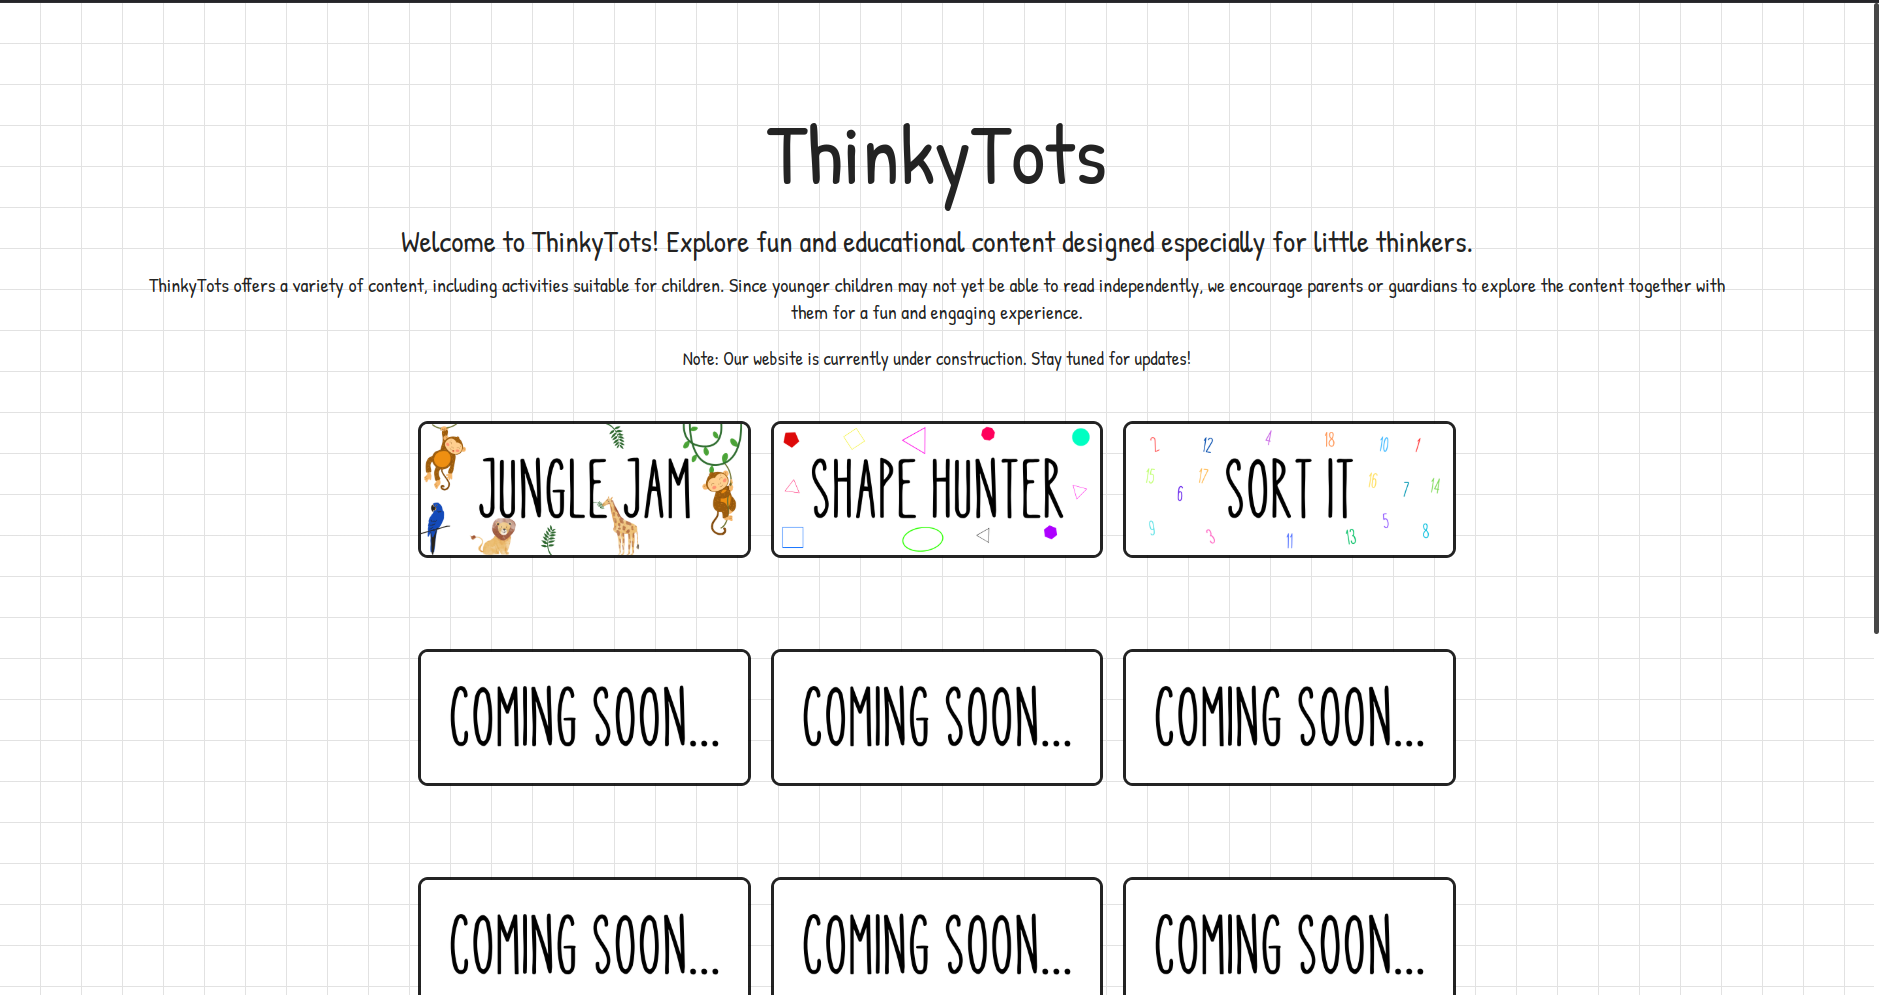 ThinkyTots
Welcome to ThinkyTots! Explore fun and educational content designed especially for little thinkers.
ThinkyTots offers a variety of content, including activities suitable for children. Since younger children may not yet be able to read independently, we encourage parents or guardians to explore the content together with
them for a fun and engaging experience.
Note: Our website is currently under construction. Stay tuned for updates!
JUNGLE JAM
SHAPE HUNTER
2 12 4 18 10 1
15 6 17 SORT IT 16 7 14
9 3 11 13 5 8
COMING SOON...
COMING SOON...
COMING SOON...
COMING SOON...
COMING SOON...
COMING SOON...